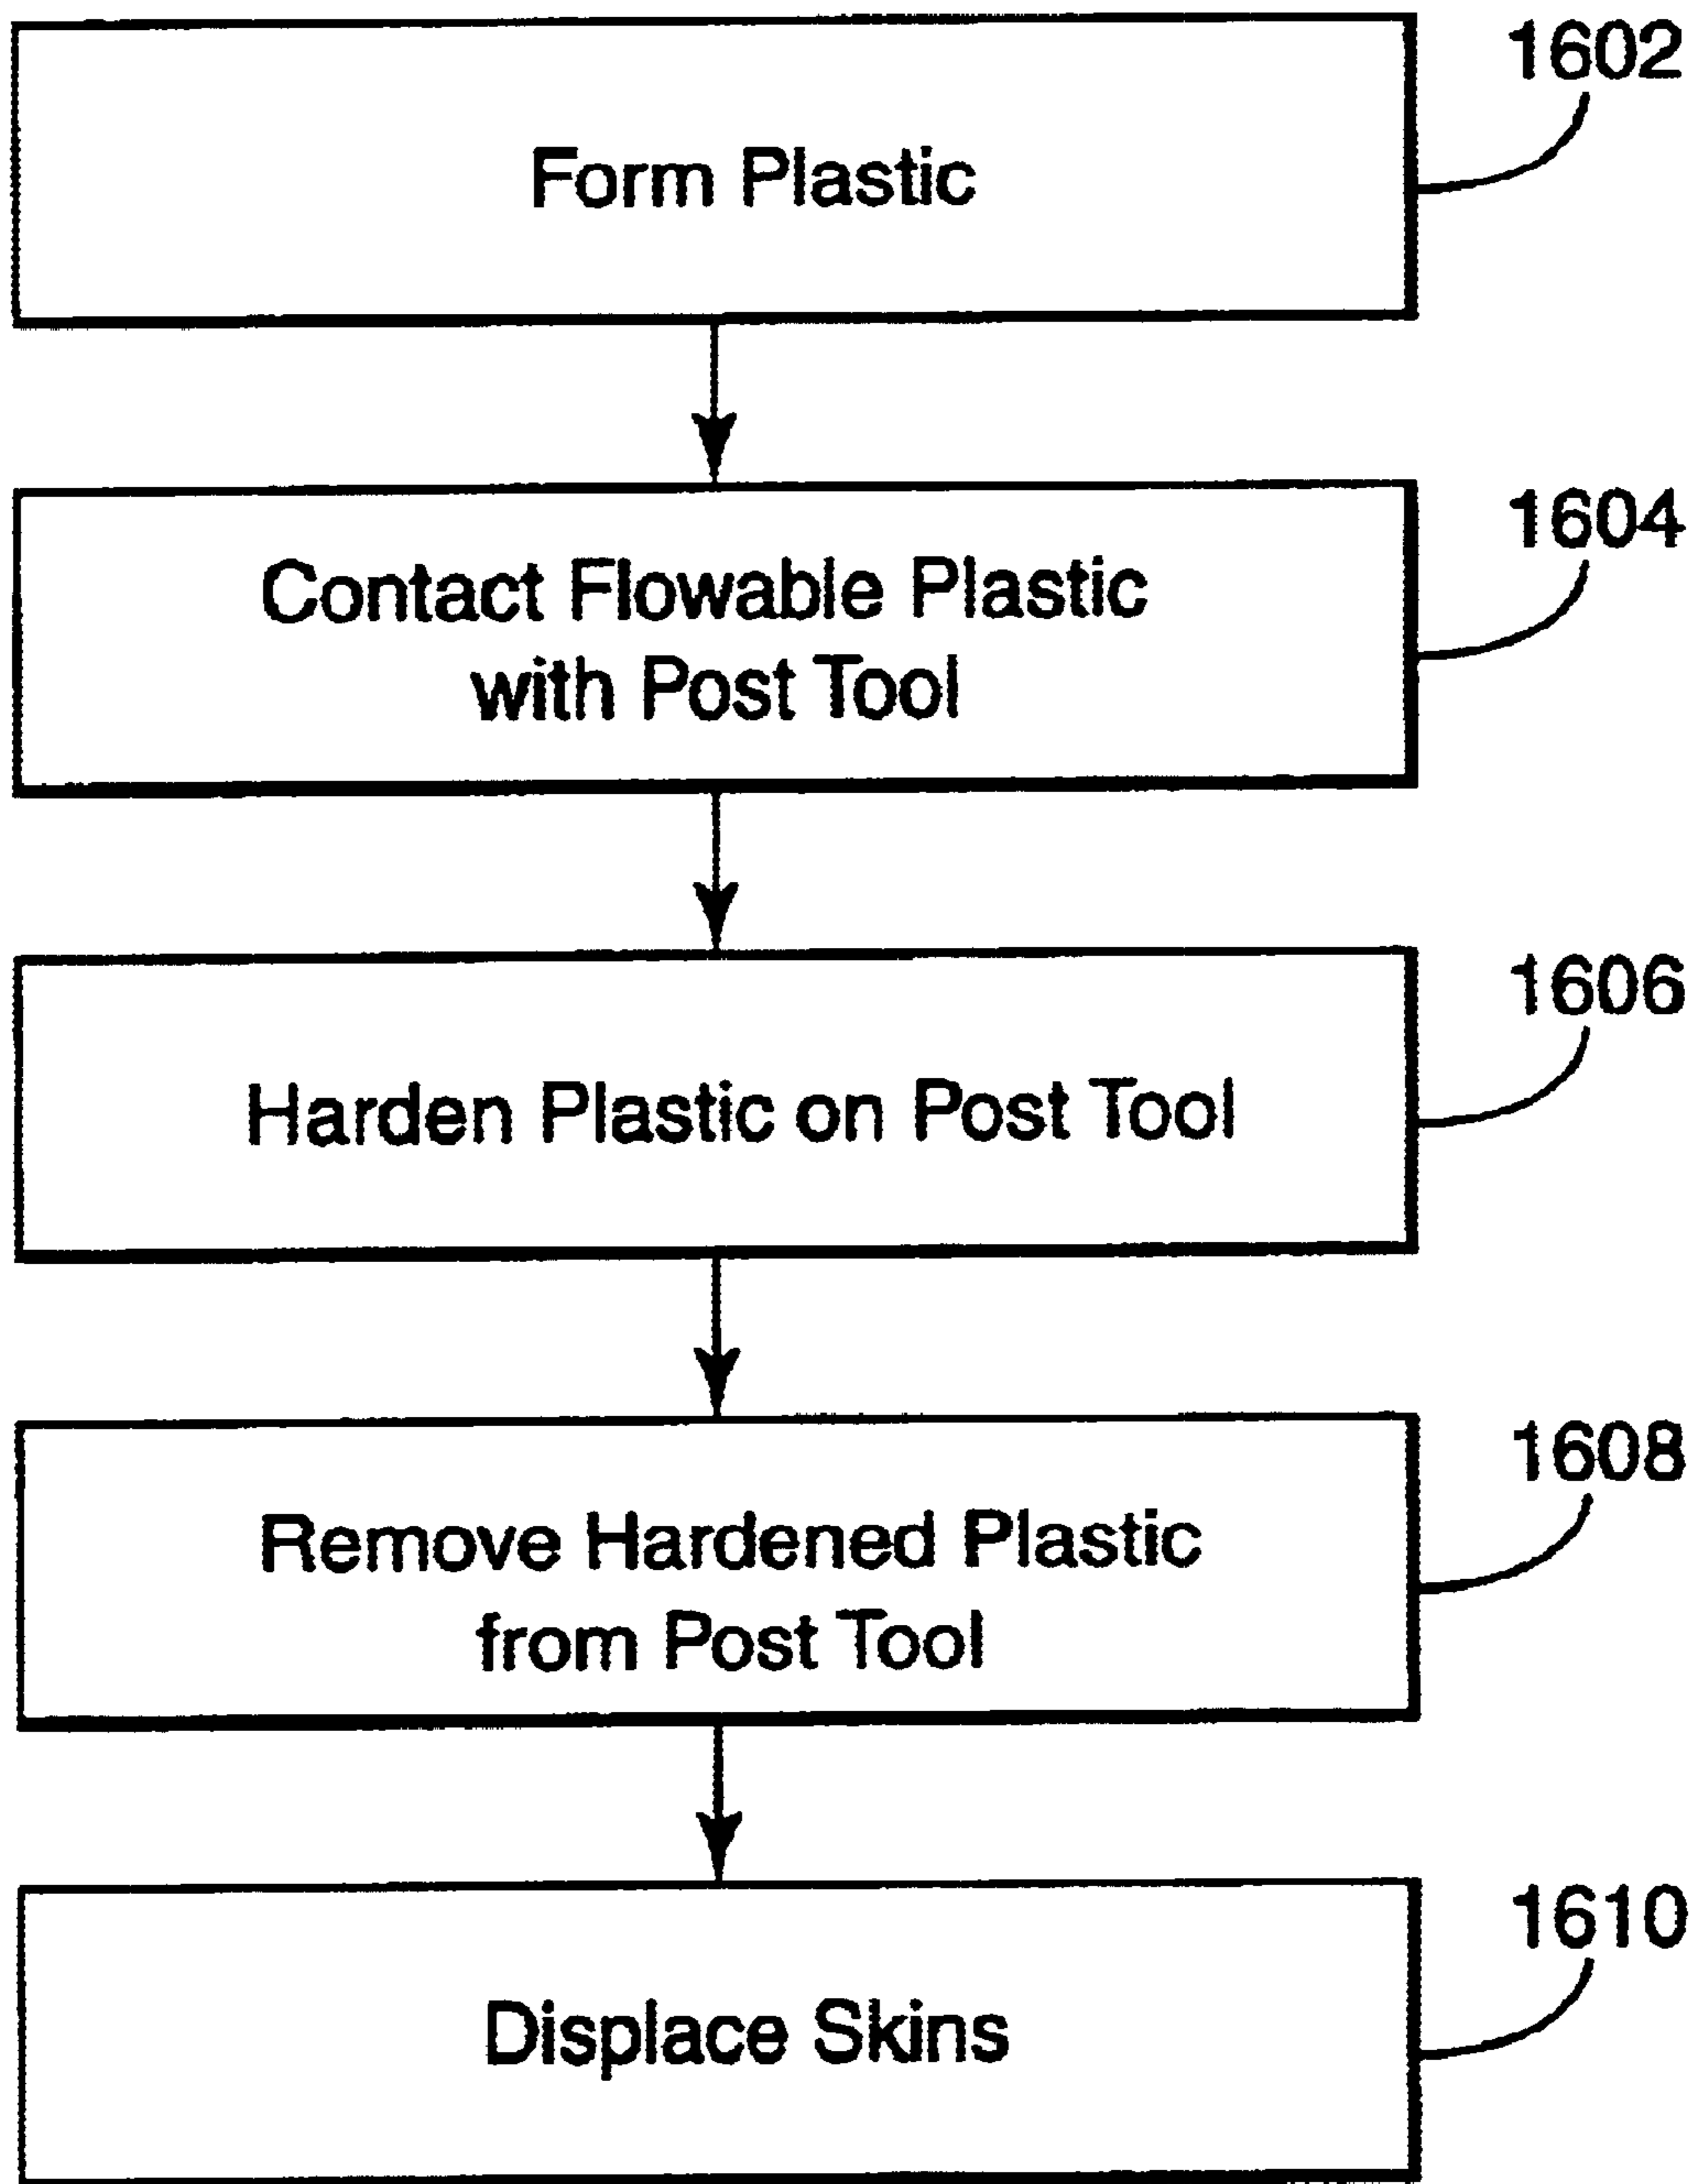 1602
Form Plastic
1604
Contact Flowable Plastic
with Post Tool
1606
Harden Plastic on Post Tool
1608
Remove Hardened Plastic
from Post Tool
1610
Displace Skins